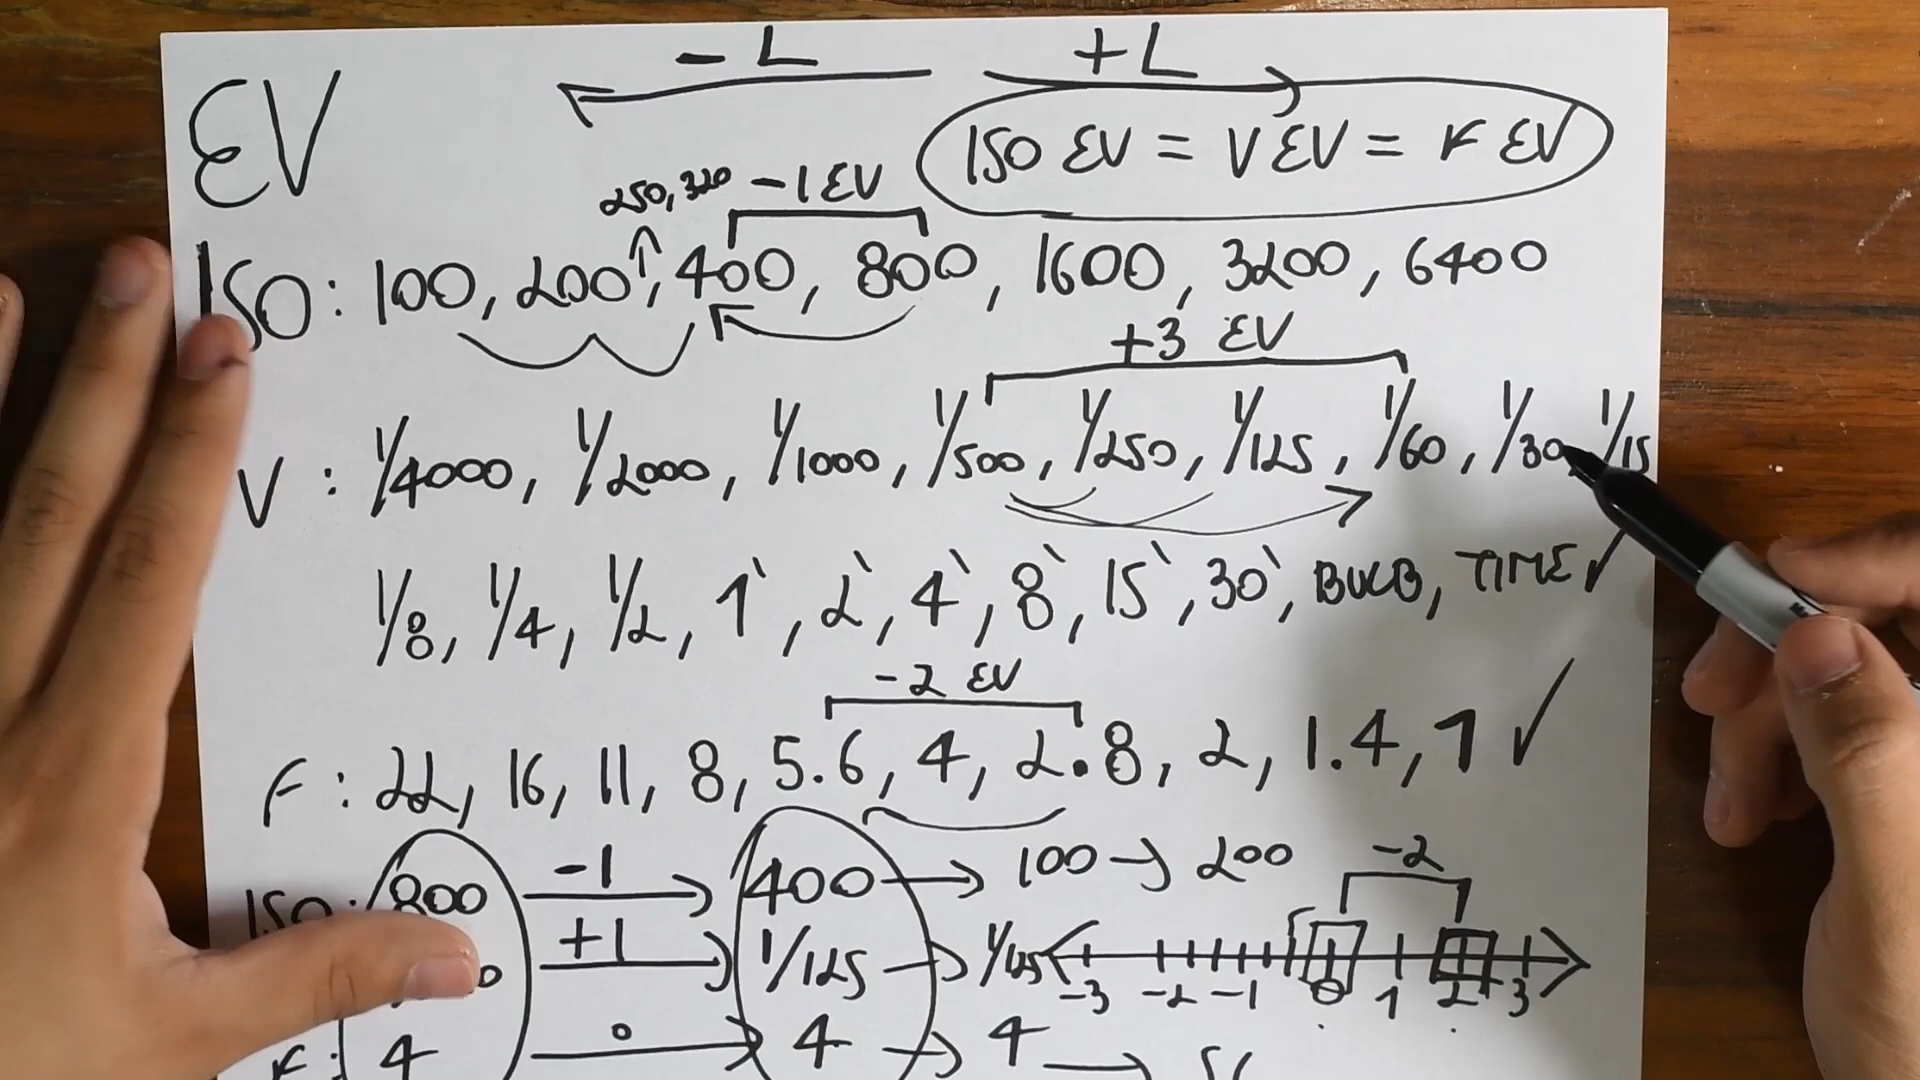 -L +L
EV
ISO EV = V EV = F EV
250, 320 -1 EV
ISO: 100, 200, 400, 800, 1600, 3200, 6400
+3 EV
V : 1/4000, 1/2000, 1/1000, 1/500, 1/250, 1/125, 1/60, 1/30, 1/15
1/8, 1/4, 1/2, 1`, 2`, 4`, 8`, 15`, 30`, BULB, TIME ✓
-2 EV
F : 22, 16, 11, 8, 5.6, 4, 2.8, 2, 1.4, 1 ✓
ISO: 800 -1 → 400 → 100 → 200
-2
+1 → 1/125 →
-3 -2 -1 0 1 2 3
F: 4 0 → 4 → 4 →